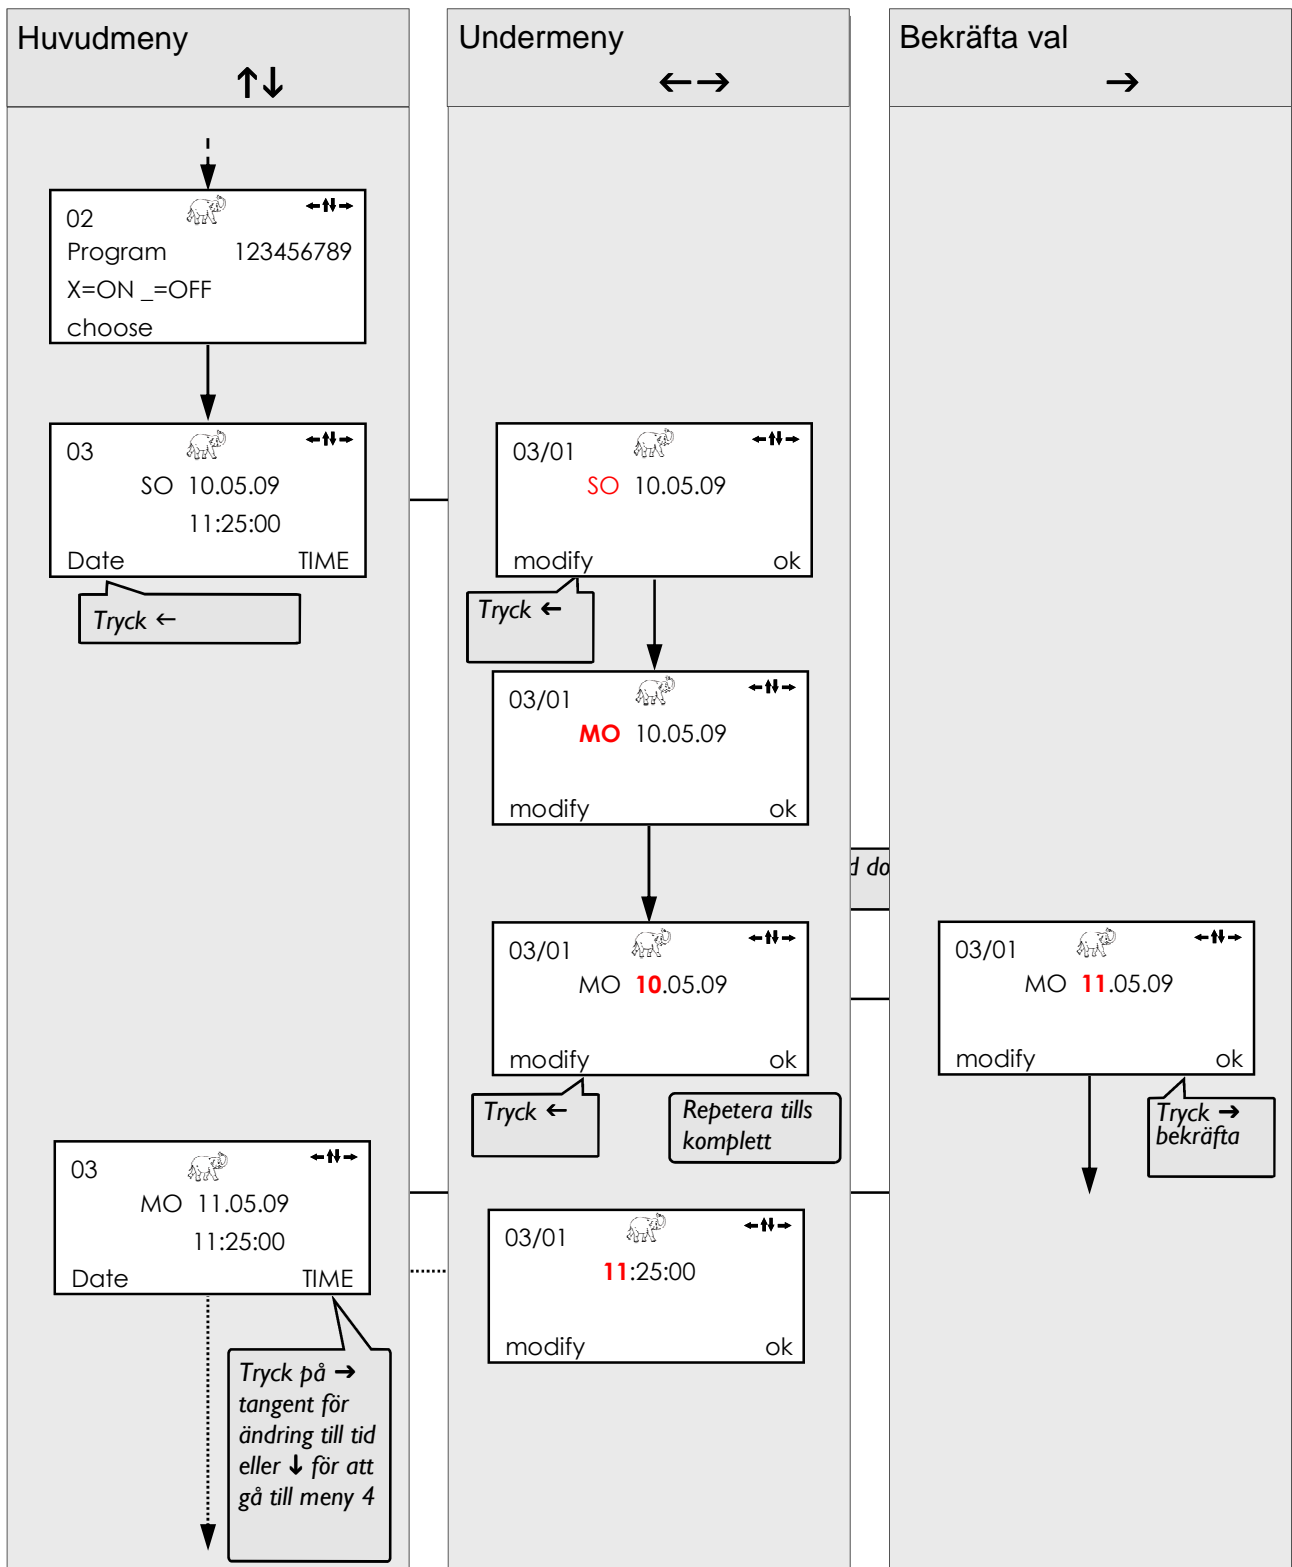 Huvudmeny
↑↓
Undermeny
←→
Bekräfta val
→
02
Program 123456789
X=ON _=OFF
choose
03
SO 10.05.09
11:25:00
Date TIME
Tryck ←
03/01
SO 10.05.09
modify ok
Tryck ←
03/01
MO 10.05.09
modify ok
d do
03/01
MO 10.05.09
modify ok
Tryck ←
Repetera tills
komplett
03/01
MO 11.05.09
modify ok
Tryck →
bekräfta
03
MO 11.05.09
11:25:00
Date TIME
Tryck på →
tangent för
ändring till tid
eller ↓ för att
gå till meny 4
03/01
11:25:00
modify ok